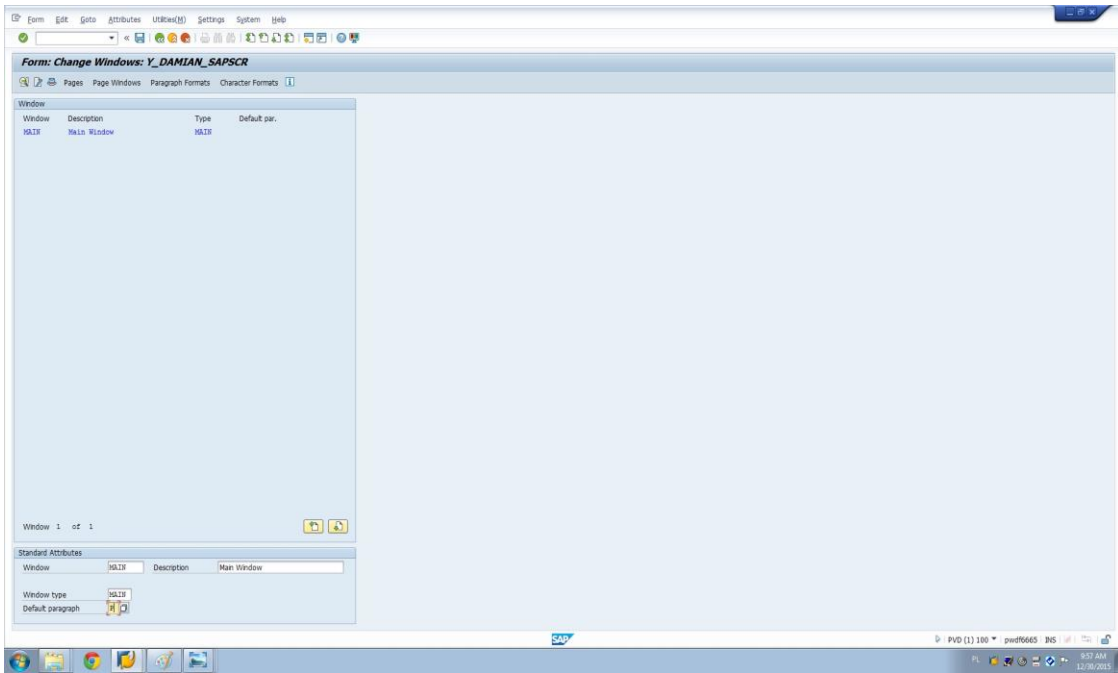 Form Edit Goto Attributes Utilities(M) Settings System Help
Form: Change Windows: Y_DAMIAN_SAPSCR
Pages Page Windows Paragraph Formats Character Formats
Window
Window Description Type Default par.
MAIN Main Window MAIN
Window 1 of 1
Standard Attributes
Window MAIN Description Main Window
Window type MAIN
Default paragraph P
SAP PVD (1) 100 pwdf6665 INS
PL 9:57 AM
12/30/2015